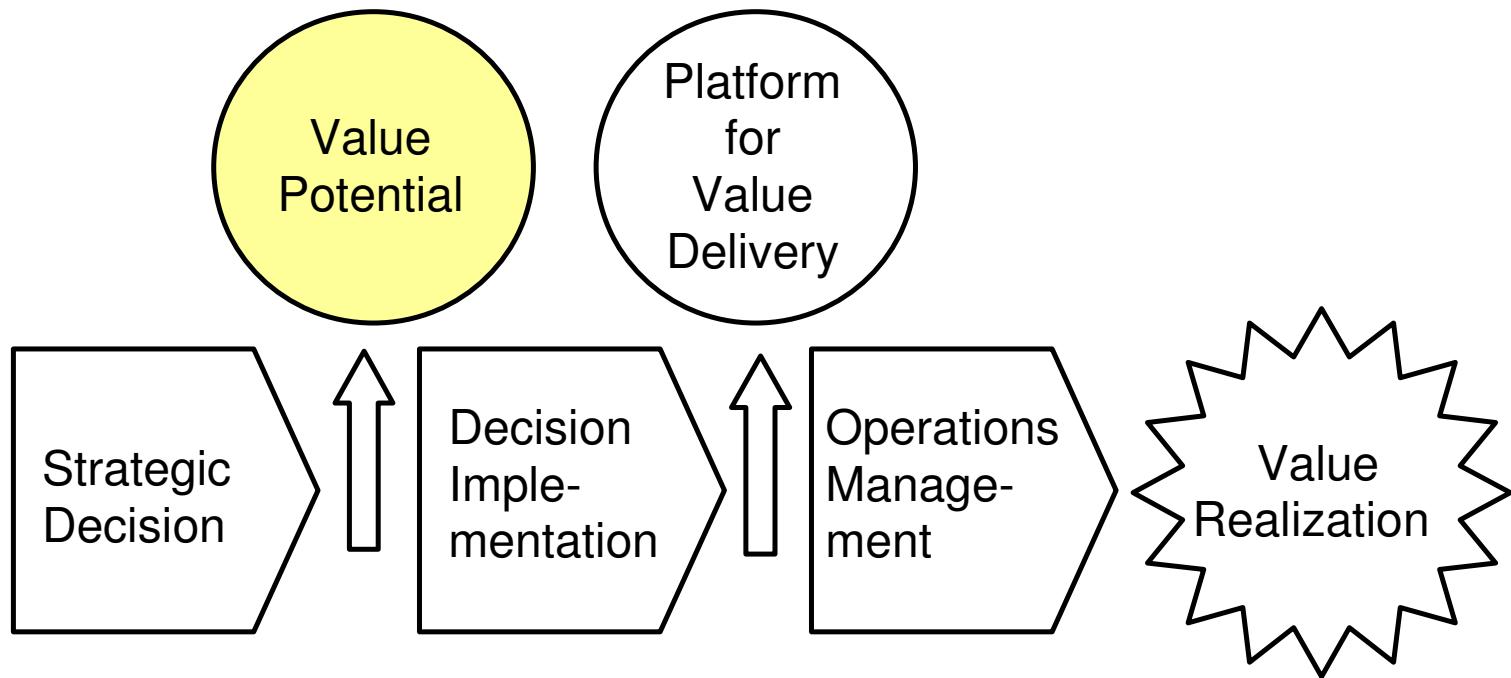 Value
Potential
Platform
for
Value
Delivery
Strategic
Decision
Decision
Imple-
mentation
Operations
Manage-
ment
Value
Realization